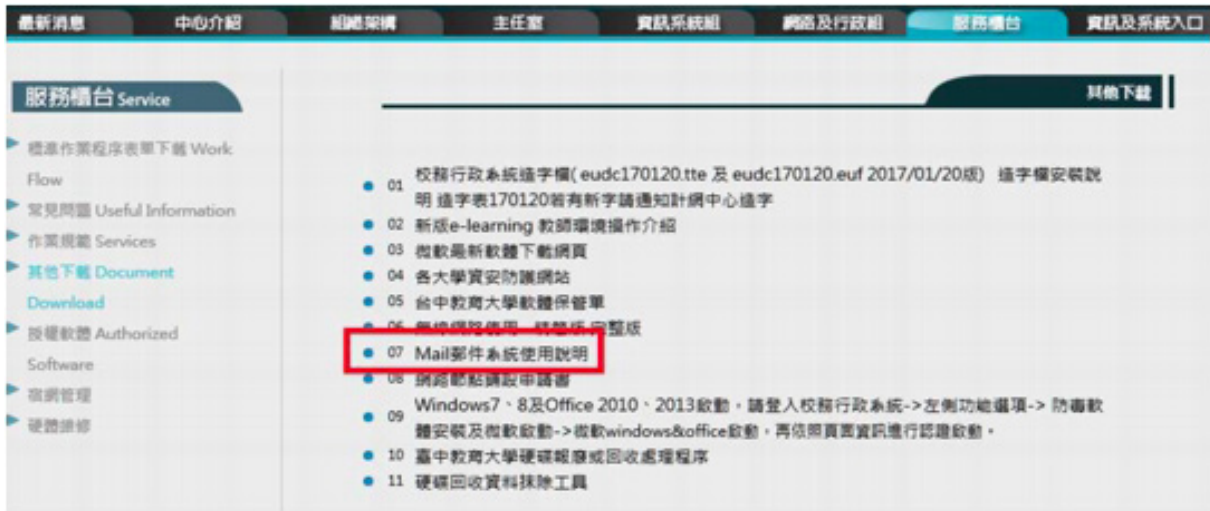 最新消息 中心介紹 組織架構 主任室 資訊系統組 網路及行政組 服務櫃台 資訊及系統入口
服務櫃台 Service
其他下載
標準作業程序表單下載 Work
Flow
常見問題 Useful Information
作業規範 Services
其他下載 Document
Download
授權軟體 Authorized
Software
宿網管理
硬體維修
01 校務行政系統造字檔( eudc170120.tte 及 eudc170120.euf 2017/01/20版) 造字檔安裝說
明 造字表170120若有新字請通知計網中心造字
02 新版e-learning 教師環境操作介紹
03 微軟最新軟體下載網頁
04 各大學資安防護網站
05 台中教育大學軟體保管單
06 無線網路使用 精簡版 完整版
07 Mail郵件系統使用說明
08 網路節點鋪設申請書
09 Windows7、8及Office 2010、2013啟動，請登入校務行政系統->左側功能選項-> 防毒軟
體安裝及微軟啟動->微軟windows&office啟動，再依照頁面資訊進行認證啟動。
10 臺中教育大學硬碟報廢或回收處理程序
11 硬碟回收資料抹除工具